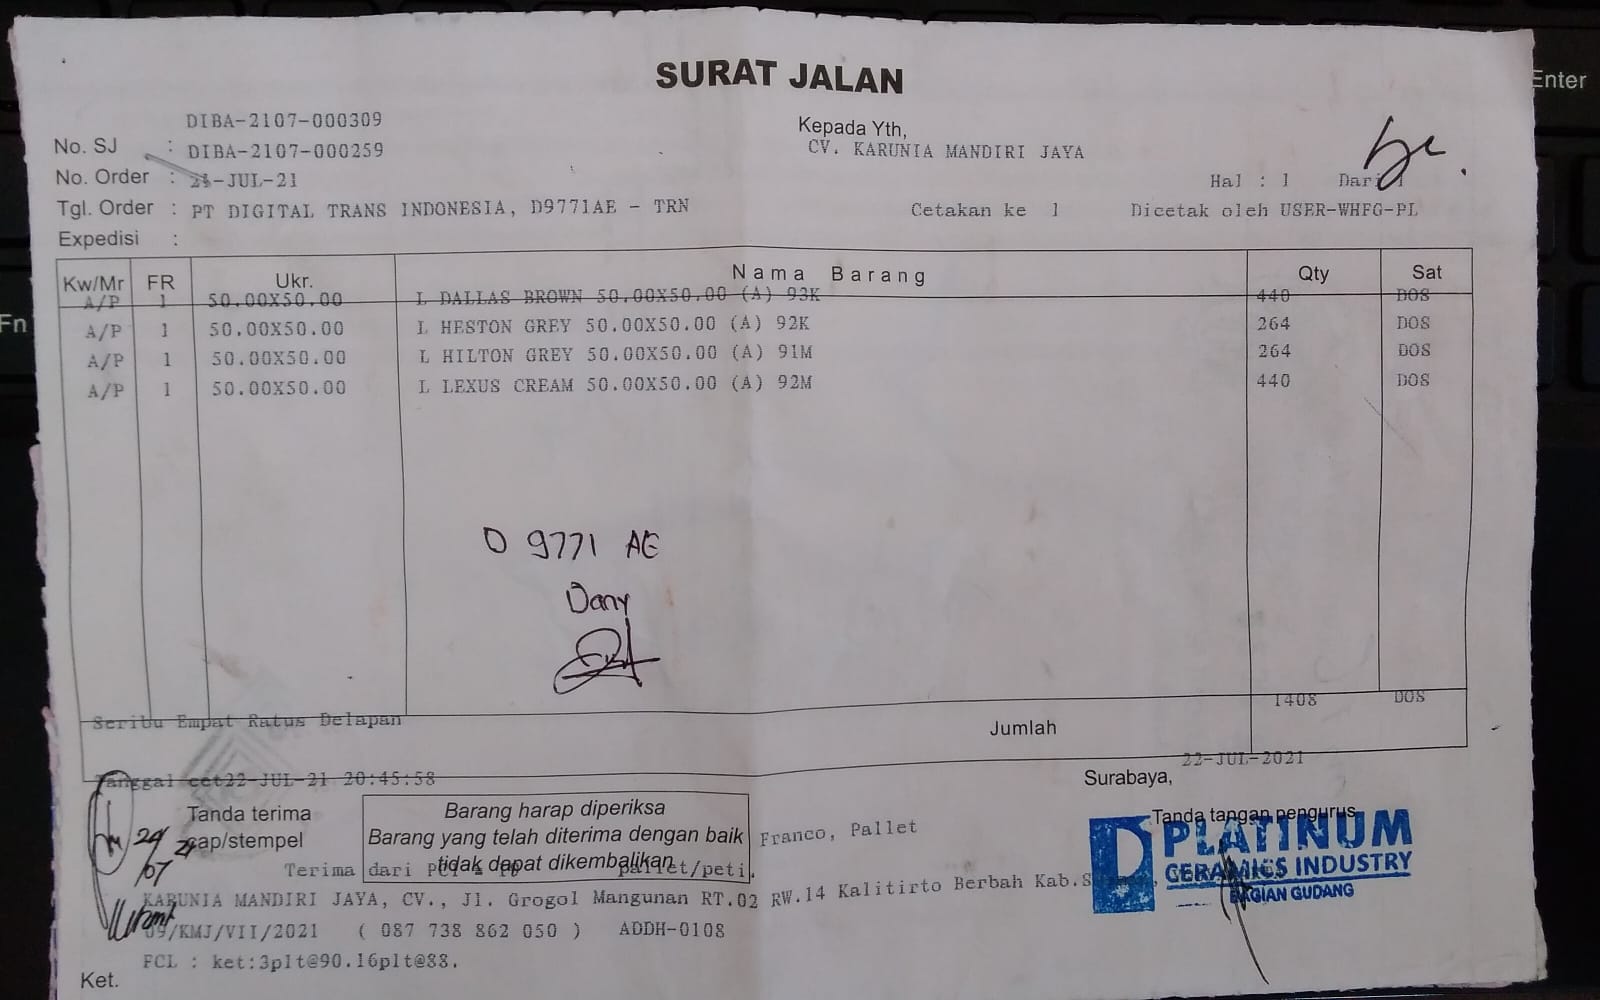 SURAT JALAN
DIBA-2107-000309
No. SJ : DIBA-2107-000259
No. Order : 21-JUL-21
Tgl. Order : PT DIGITAL TRANS INDONESIA, D9771AE - TRN
Expedisi :
Kepada Yth,
CV. KARUNIA MANDIRI JAYA
Hal : 1 Dari 1
Cetakan ke 1 Dicetak oleh USER-WHFG-PL
Kw/Mr FR Ukr. Nama Barang Qty Sat
A/P 1 50.00X50.00 L DALLAS BROWN 50.00X50.00 (A) 93K 440 DOS
A/P 1 50.00X50.00 L HESTON GREY 50.00X50.00 (A) 92K 264 DOS
A/P 1 50.00X50.00 L HILTON GREY 50.00X50.00 (A) 91M 264 DOS
A/P 1 50.00X50.00 L LEXUS CREAM 50.00X50.00 (A) 92M 440 DOS
D 9771 AE
Dany
Seribu Empat Ratus Delapan
Jumlah
1408 DOS
Tanggal cet22-JUL-21 20:45:58
22-JUL-2021
Surabaya,
Tanda terima
cap/stempel
24/07
Barang harap diperiksa
Barang yang telah diterima dengan baik
tidak dapat dikembalikan
Franco, Pallet
Tanda tangan pengurus
PLATINUM
CERAMICS INDUSTRY
BAGIAN GUDANG
Terima dari pallet/peti.
KARUNIA MANDIRI JAYA, CV., Jl. Grogol Mangunan RT.02 RW.14 Kalitirto Berbah Kab.
09/KMJ/VII/2021 ( 087 738 862 050 ) ADDH-0108
FCL : ket:3plt@90.16plt@88.
Ket.
Enter
Fn